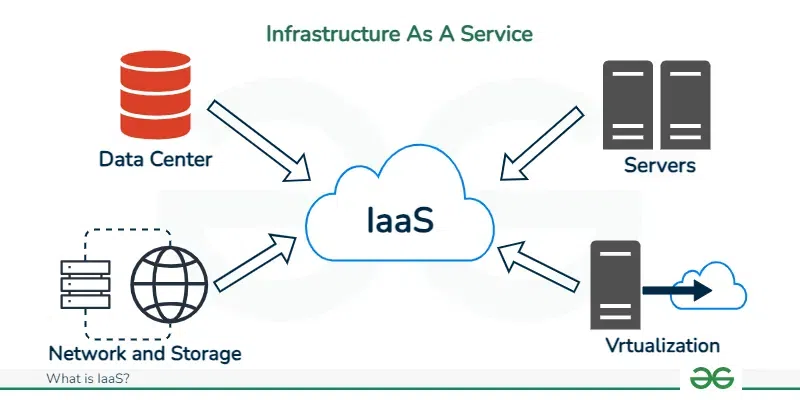 Infrastructure As A Service
Data Center
Servers
IaaS
Network and Storage
Vrtualization
What is IaaS?